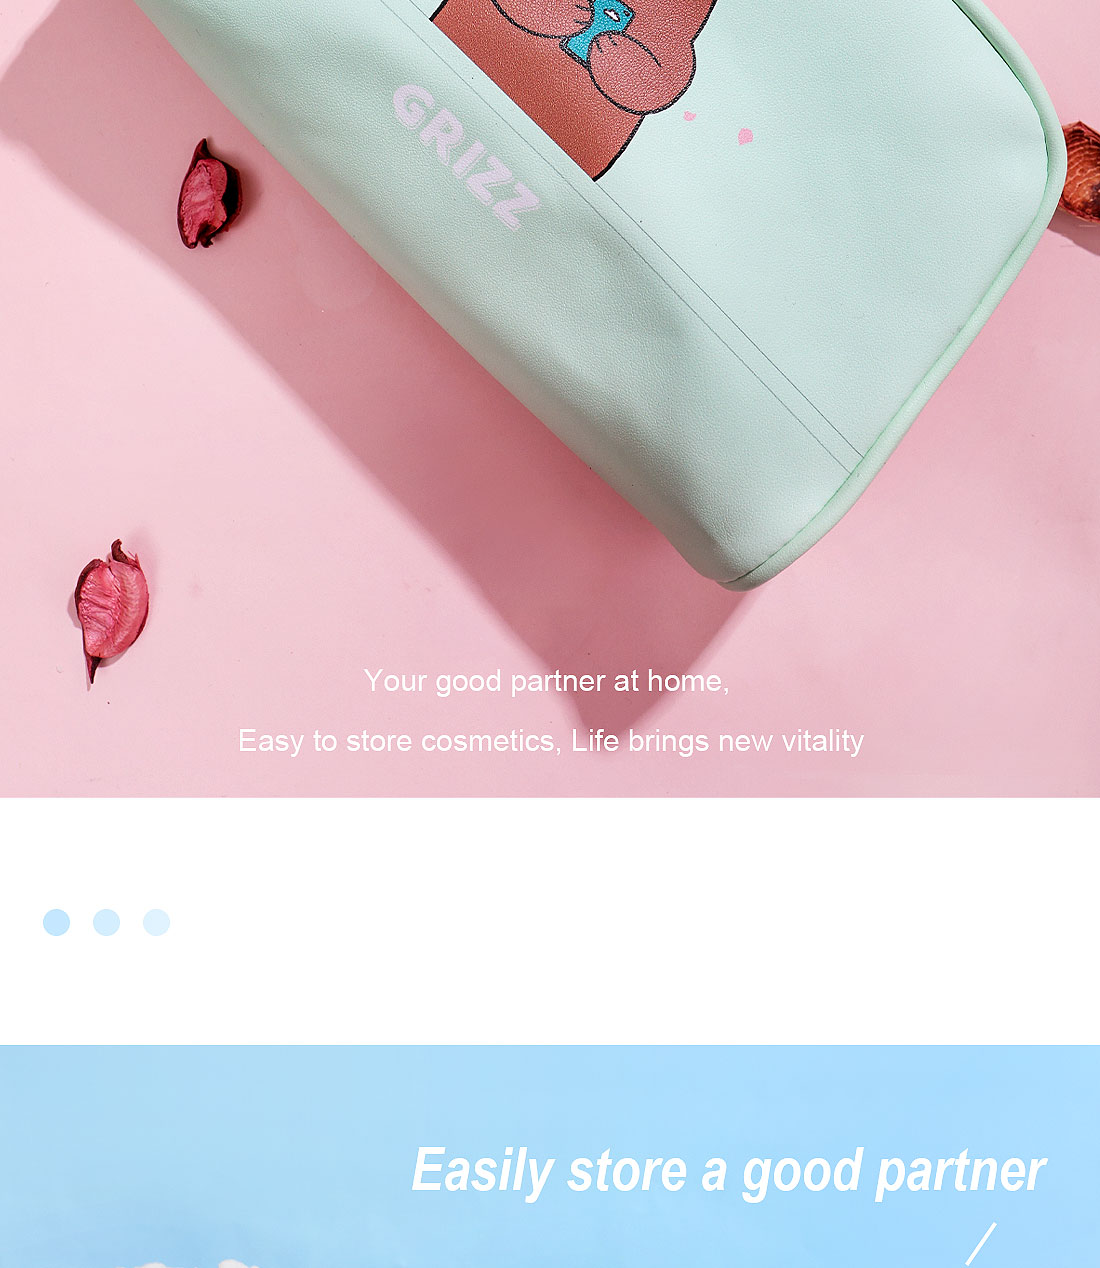 GRIZZ
Your good partner at home,
Easy to store cosmetics, Life brings new vitality
Easily store a good partner